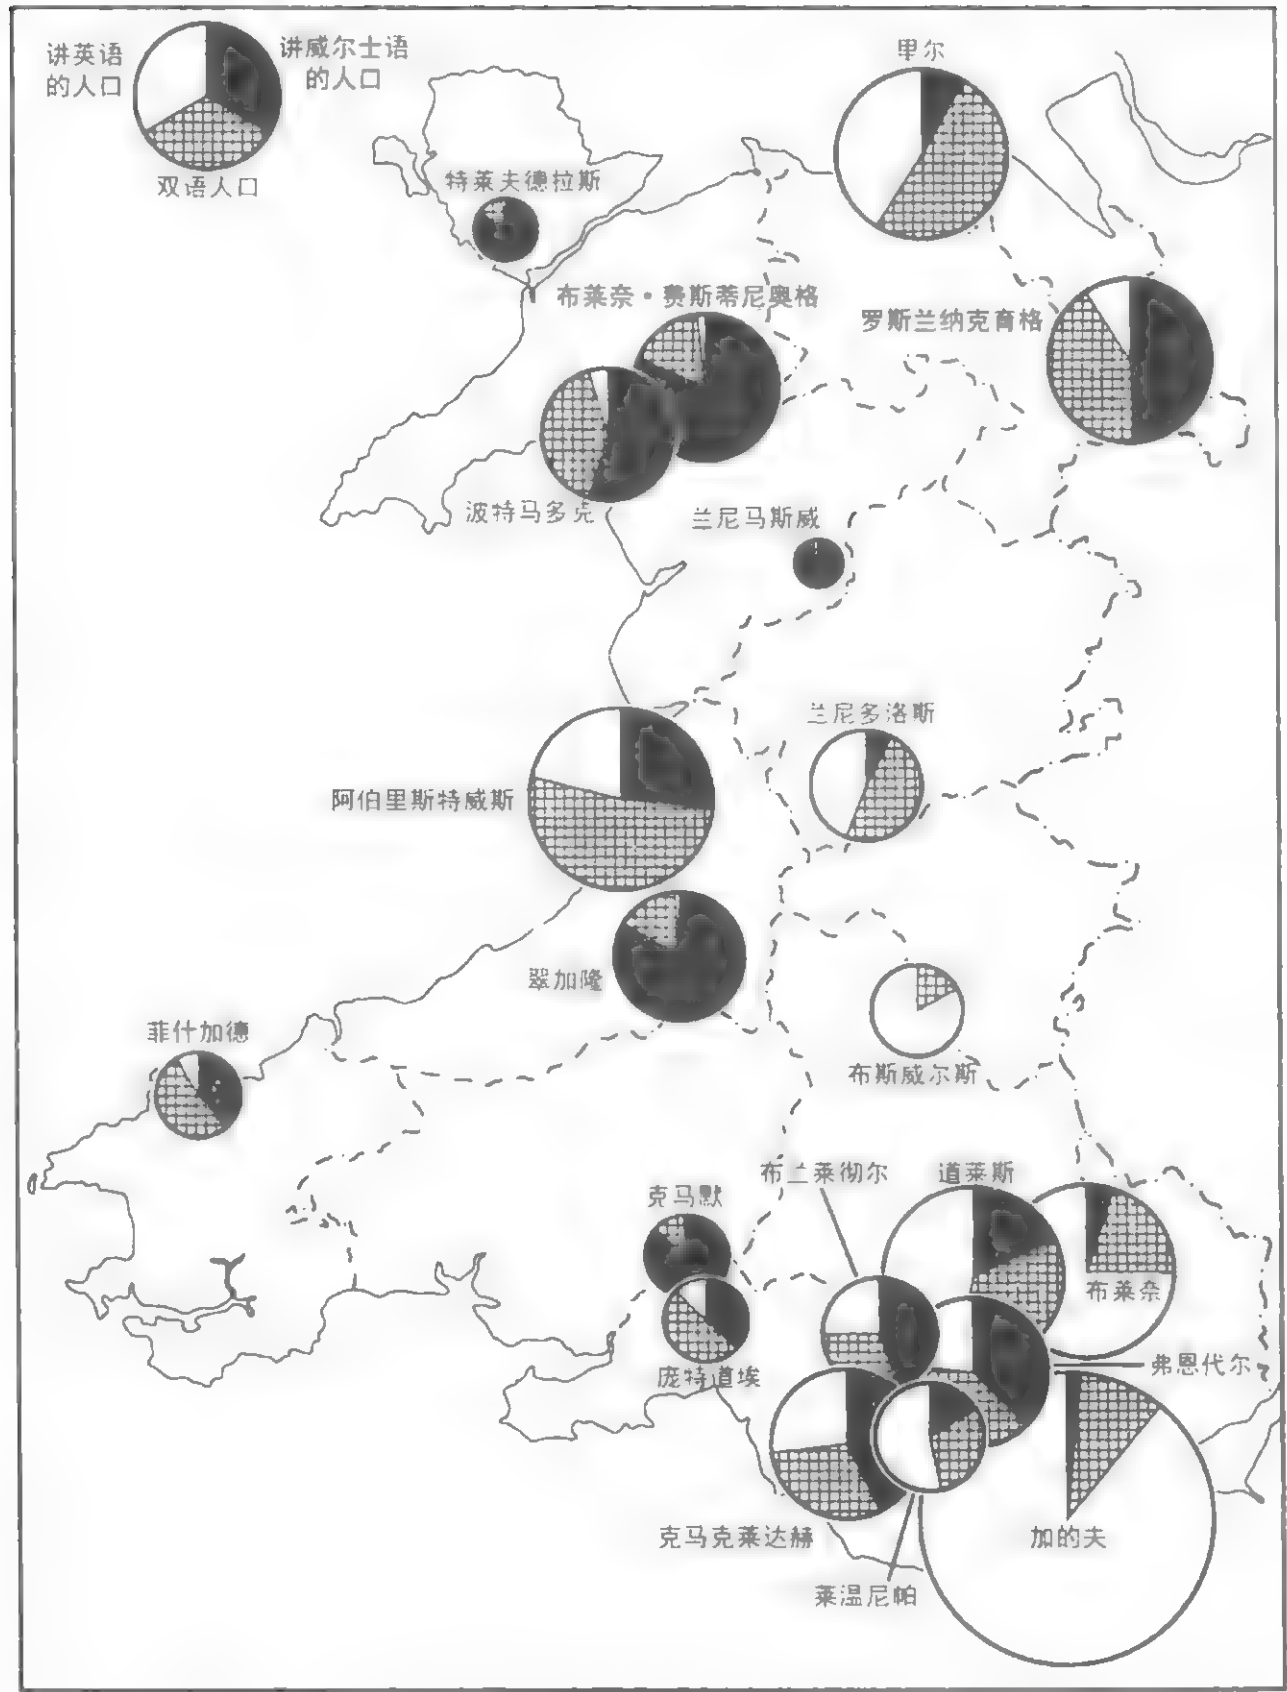 讲英语
的人口
讲威尔士语
的人口
双语人口
里尔
特莱夫德拉斯
布莱奈·费斯蒂尼奥格
罗斯兰纳克育格
波特马多克
兰尼马斯威
兰尼多洛斯
阿伯里斯特威斯
翠加隆
布斯威尔斯
菲什加德
布兰莱彻尔
道莱斯
克马默
布莱奈
庞特道埃
弗恩代尔
克马克莱达赫
加的夫
莱温尼帕